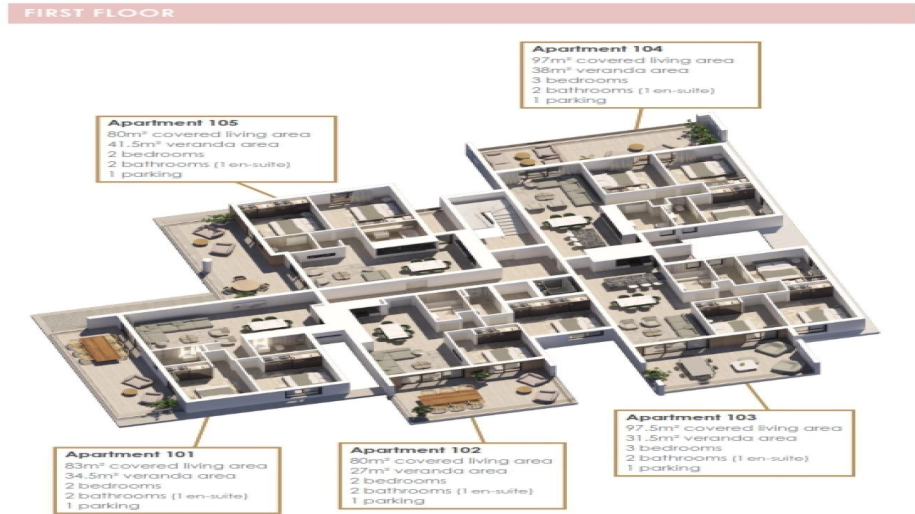 FIRST FLOOR
Apartment 104
97m² covered living area
38m² veranda area
3 bedrooms
2 bathrooms (1 en-suite)
1 parking
Apartment 105
80m² covered living area
41.5m² veranda area
2 bedrooms
2 bathrooms (1 en-suite)
1 parking
Apartment 103
97.5m² covered living area
31.5m² veranda area
3 bedrooms
2 bathrooms (1 en-suite)
1 parking
Apartment 101
83m² covered living area
34.5m² veranda area
2 bedrooms
2 bathrooms (1 en-suite)
1 parking
Apartment 102
80m² covered living area
27m² veranda area
2 bedrooms
2 bathrooms (1 en-suite)
1 parking